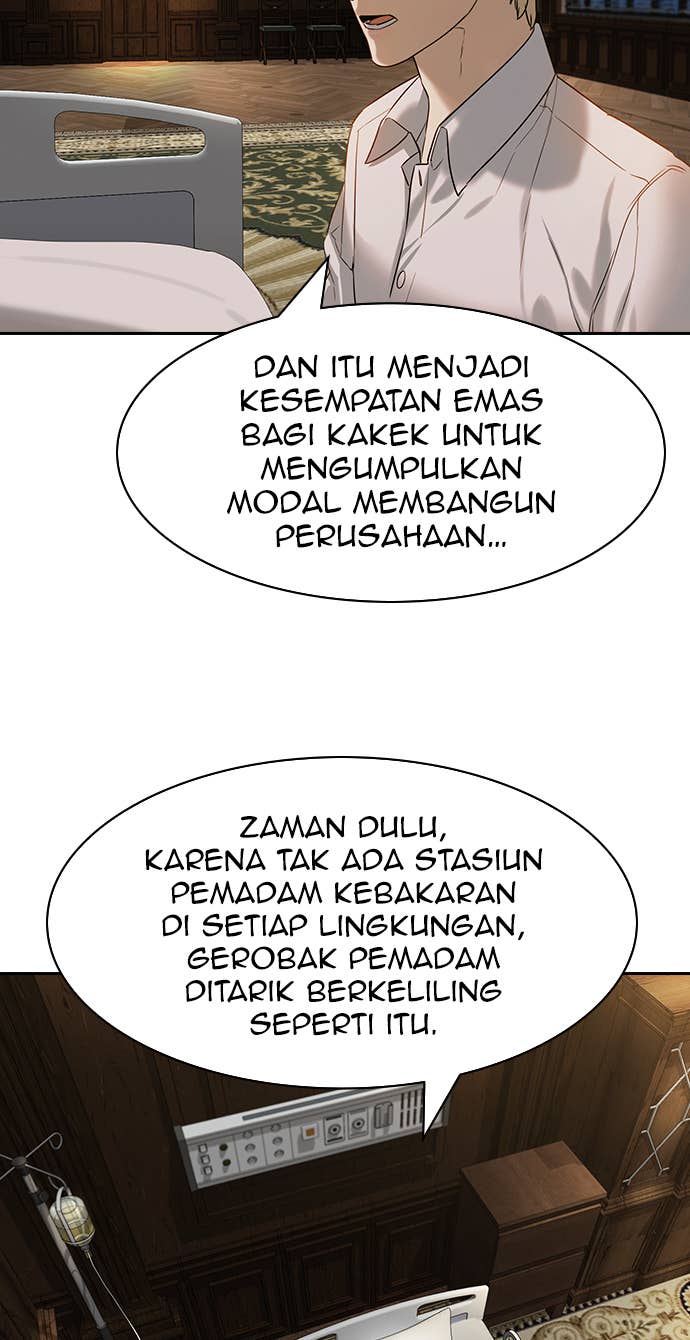 DAN ITU MENJADI
KESEMPATAN EMAS
BAGI KAKEK UNTUK
MENGUMPULKAN
MODAL MEMBANGUN
PERUSAHAAN...
ZAMAN DULU,
KARENA TAK ADA STASIUN
PEMADAM KEBAKARAN
DI SETIAP LINGKUNGAN,
GEROBAK PEMADAM
DITARIK BERKELILING
SEPERTI ITU.